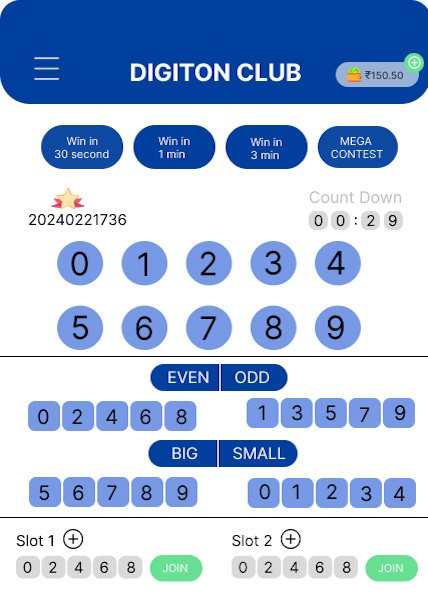 DIGITON CLUB
₹150.50
Win in
30 second
Win in
1 min
Win in
3 min
MEGA
CONTEST
20240221736
Count Down
0 0 : 2 9
0 1 2 3 4
5 6 7 8 9
EVEN ODD
0 2 4 6 8 1 3 5 7 9
BIG SMALL
5 6 7 8 9 0 1 2 3 4
Slot 1 Slot 2
0 2 4 6 8 JOIN 0 2 4 6 8 JOIN